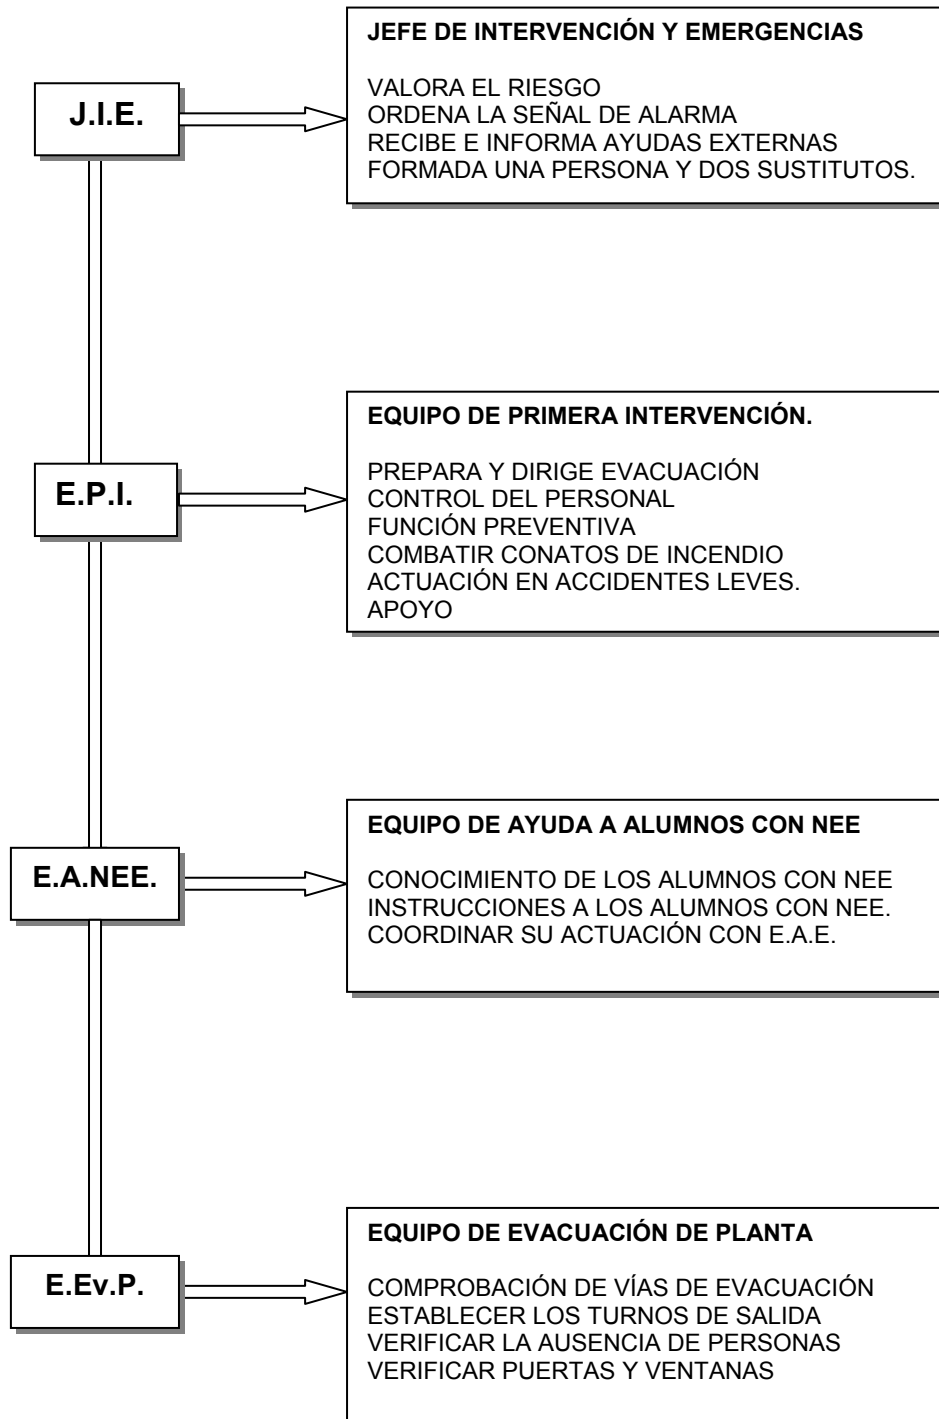 JEFE DE INTERVENCIÓN Y EMERGENCIAS
J.I.E.
VALORA EL RIESGO
ORDENA LA SEÑAL DE ALARMA
RECIBE E INFORMA AYUDAS EXTERNAS
FORMADA UNA PERSONA Y DOS SUSTITUTOS.
EQUIPO DE PRIMERA INTERVENCIÓN.
E.P.I.
PREPARA Y DIRIGE EVACUACIÓN
CONTROL DEL PERSONAL
FUNCIÓN PREVENTIVA
COMBATIR CONATOS DE INCENDIO
ACTUACIÓN EN ACCIDENTES LEVES.
APOYO
EQUIPO DE AYUDA A ALUMNOS CON NEE
E.A.NEE.
CONOCIMIENTO DE LOS ALUMNOS CON NEE
INSTRUCCIONES A LOS ALUMNOS CON NEE.
COORDINAR SU ACTUACIÓN CON E.A.E.
EQUIPO DE EVACUACIÓN DE PLANTA
E.Ev.P.
COMPROBACIÓN DE VÍAS DE EVACUACIÓN
ESTABLECER LOS TURNOS DE SALIDA
VERIFICAR LA AUSENCIA DE PERSONAS
VERIFICAR PUERTAS Y VENTANAS